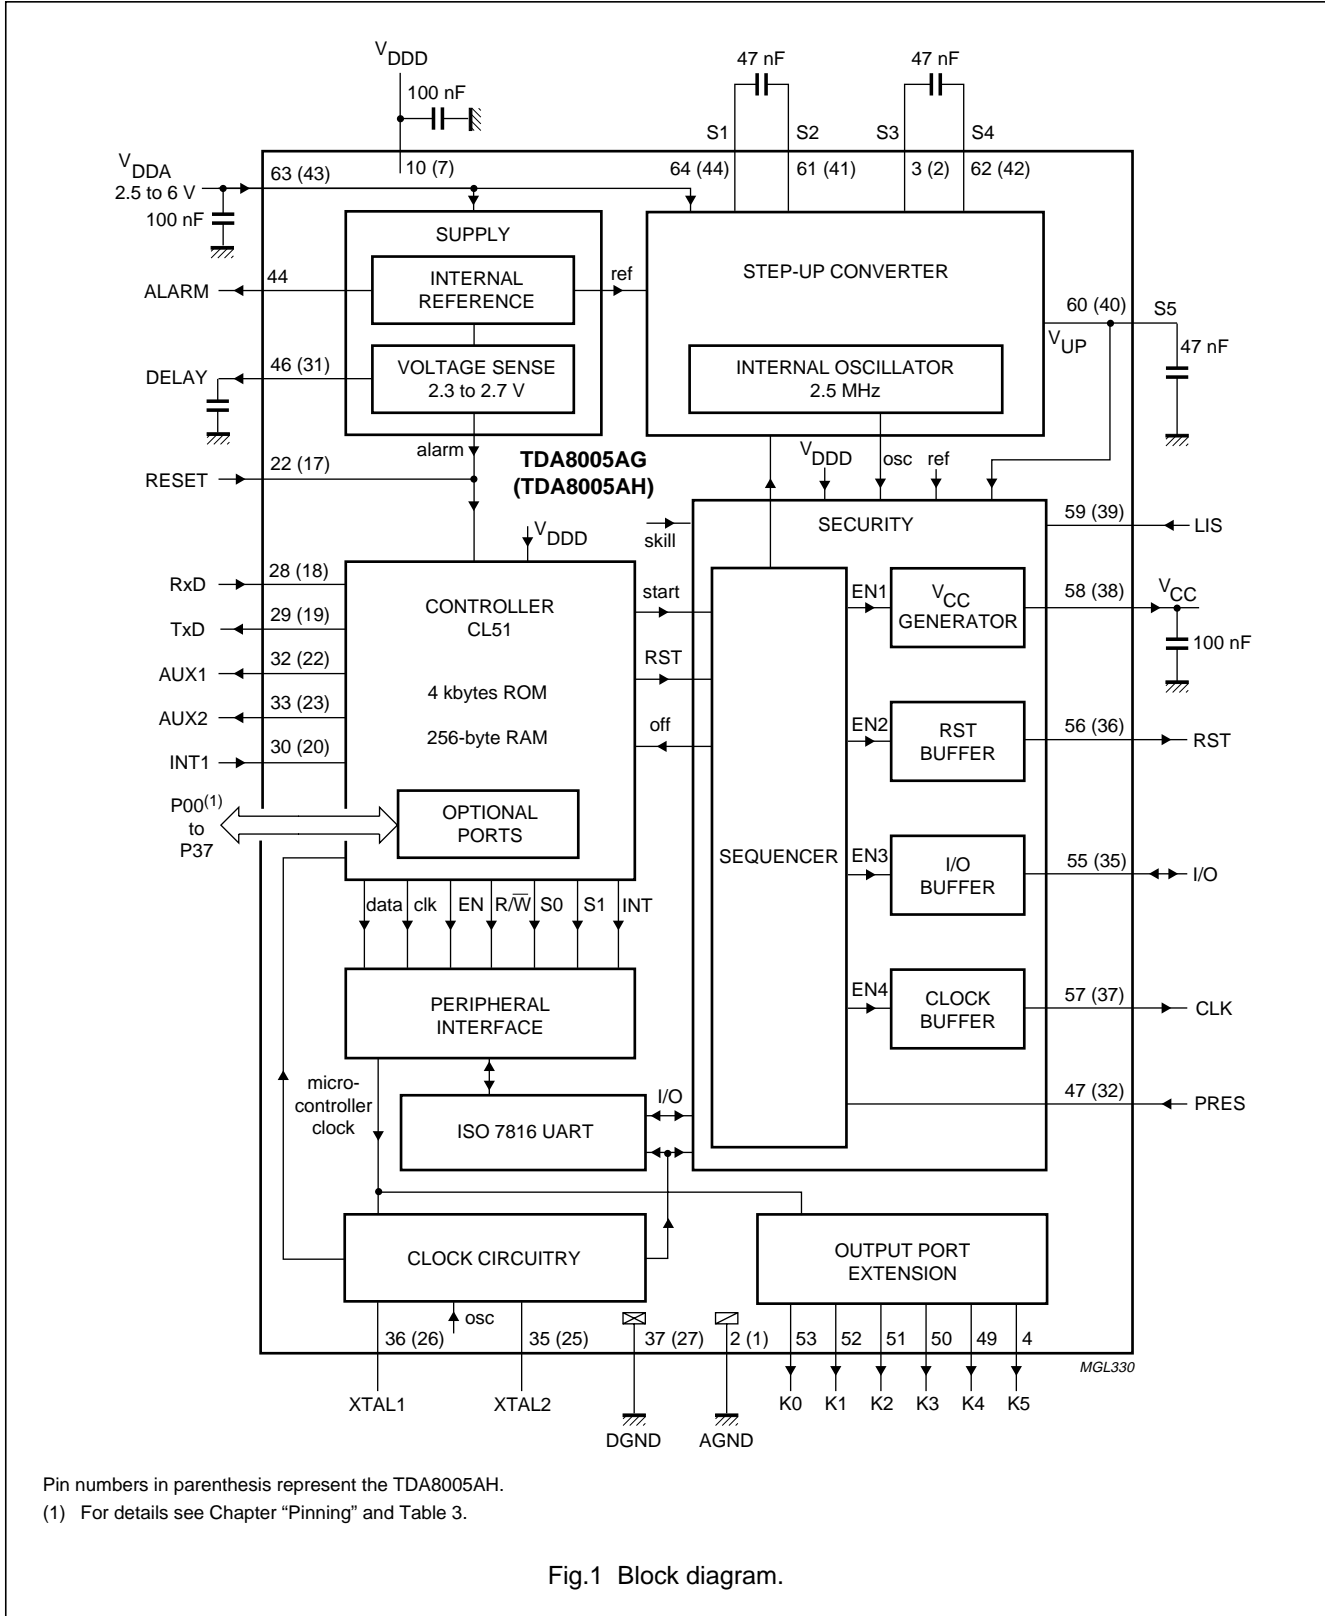 VDDD
47 nF
47 nF
100 nF
S1
S2
S3
S4
VDDA
2.5 to 6 V
100 nF
63 (43)
10 (7)
64 (44)
61 (41)
3 (2)
62 (42)
SUPPLY
INTERNAL
REFERENCE
ref
STEP-UP CONVERTER
ALARM
44
60 (40)
S5
VUP
47 nF
DELAY
46 (31)
VOLTAGE SENSE
2.3 to 2.7 V
INTERNAL OSCILLATOR
2.5 MHz
alarm
TDA8005AG
(TDA8005AH)
VDDD
osc
ref
RESET
22 (17)
VDDD
skill
SECURITY
59 (39)
LIS
RxD
28 (18)
TxD
29 (19)
AUX1
32 (22)
AUX2
33 (23)
INT1
30 (20)
CONTROLLER
CL51
4 kbytes ROM
256-byte RAM
start
RST
off
EN1
VCC
GENERATOR
58 (38)
VCC
100 nF
EN2
RST
BUFFER
56 (36)
RST
P00(1)
to
P37
OPTIONAL
PORTS
SEQUENCER
EN3
I/O
BUFFER
55 (35)
I/O
data
clk
EN
R/W̅
S0
S1
INT
PERIPHERAL
INTERFACE
EN4
CLOCK
BUFFER
57 (37)
CLK
micro-
controller
clock
ISO 7816 UART
I/O
47 (32)
PRES
CLOCK CIRCUITRY
OUTPUT PORT
EXTENSION
osc
36 (26)
35 (25)
37 (27)
2 (1)
53
52
51
50
49
4
MGL330
XTAL1
XTAL2
DGND
AGND
K0
K1
K2
K3
K4
K5
Pin numbers in parenthesis represent the TDA8005AH.
(1) For details see Chapter “Pinning” and Table 3.
Fig.1 Block diagram.